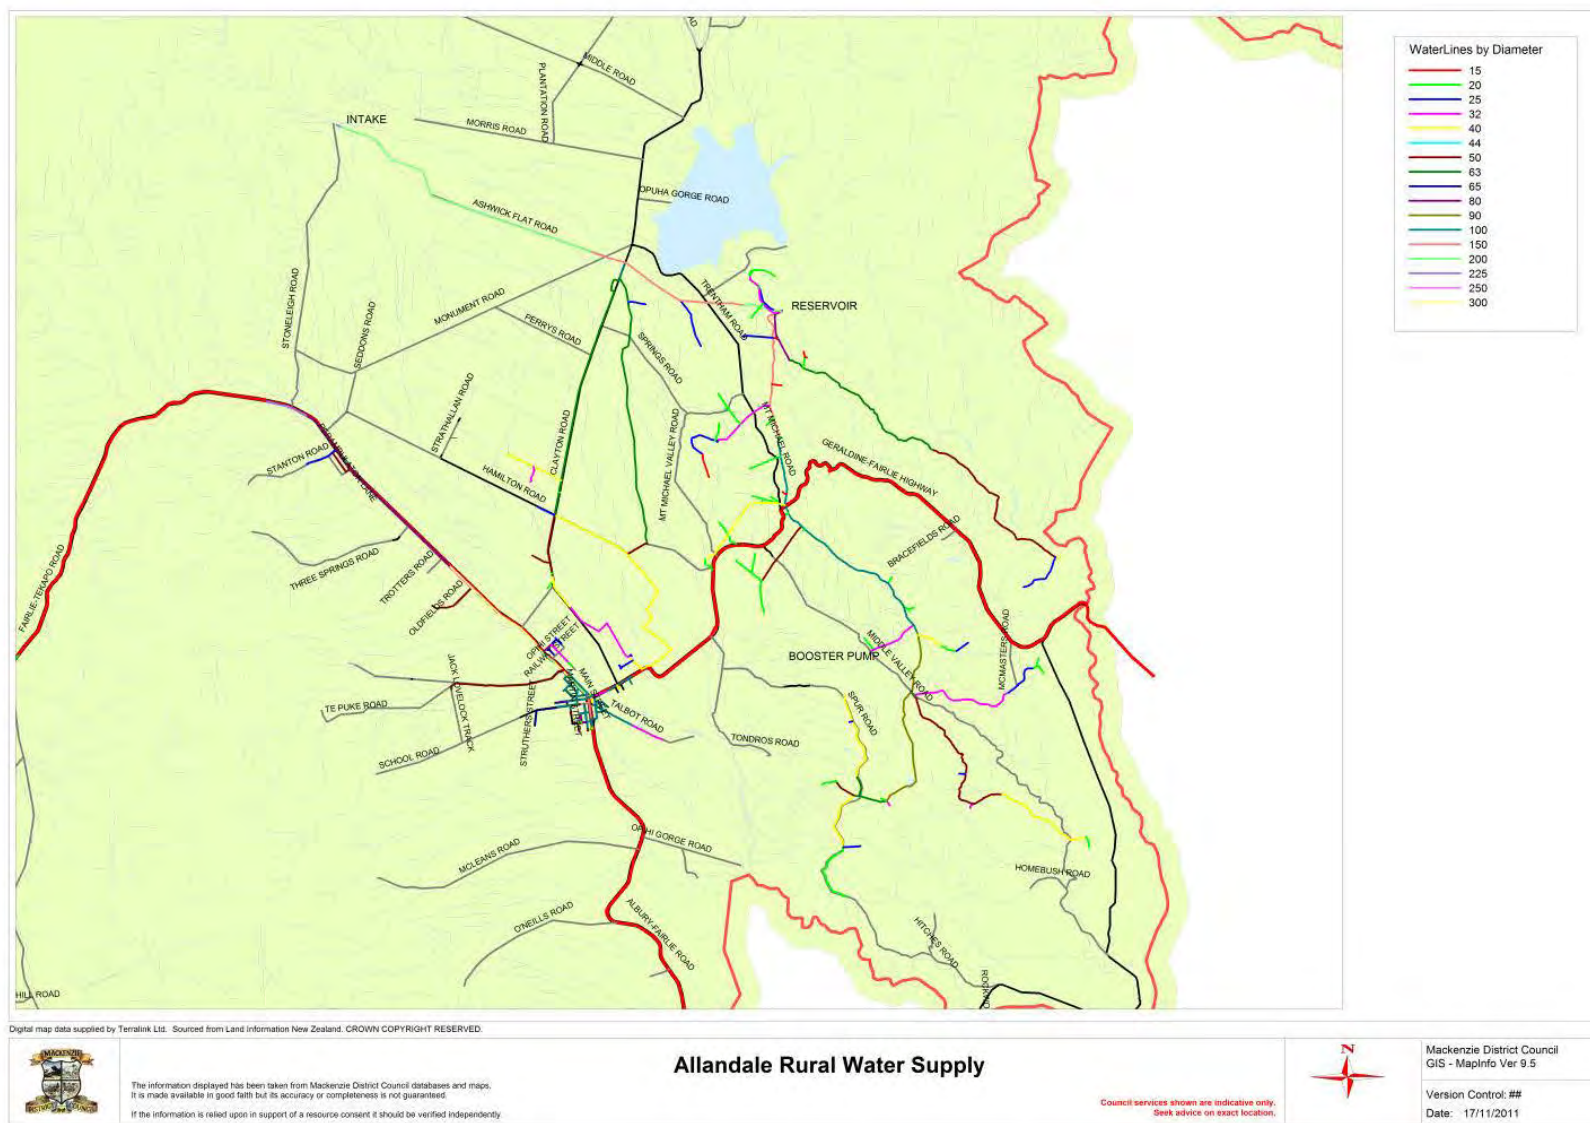 WaterLines by Diameter
15
20
25
32
40
44
50
63
65
80
90
100
150
200
225
250
300
MIDDLE ROAD
PLANTATION ROAD
INTAKE
MORRIS ROAD
OPUHA GORGE ROAD
ASHWICK FLAT ROAD
STONELEIGH ROAD
SEDDONS ROAD
MONUMENT ROAD
PERRYS ROAD
TRENTHAM ROAD
RESERVOIR
SPRINGS ROAD
STRATHALLAN ROAD
CLAYTON ROAD
MT MICHAEL VALLEY ROAD
MT MICHAEL ROAD
GERALDINE-FAIRLIE HIGHWAY
STANTON ROAD
HAMILTON ROAD
FAIRLIE-TEKAPO ROAD
THREE SPRINGS ROAD
TROTTERS ROAD
OLDFIELDS ROAD
BRACEFIELDS ROAD
MCMASTERS ROAD
RAILWAY STREET
BOOSTER PUMP
MIDDLE VALLEY ROAD
JACK LOVELOCK TRACK
TE PUKE ROAD
STRUTHERS STREET
TALBOT ROAD
SPUR ROAD
SCHOOL ROAD
TONDROS ROAD
OPIHI GORGE ROAD
MCLEANS ROAD
HOMEBUSH ROAD
O'NEILLS ROAD
ALBURY-FAIRLIE ROAD
HITCHES ROAD
HILL ROAD
Digital map data supplied by Terralink Ltd. Sourced from Land Information New Zealand. CROWN COPYRIGHT RESERVED.
MACKENZIE
DISTRICT COUNCIL
The information displayed has been taken from Mackenzie District Council databases and maps.
It is made available in good faith but its accuracy or completeness is not guaranteed.
If the information is relied upon in support of a resource consent it should be verified independently
Allandale Rural Water Supply
Council services shown are indicative only.
Seek advice on exact location.
N
Mackenzie District Council
GIS - MapInfo Ver 9.5
Version Control: ##
Date: 17/11/2011